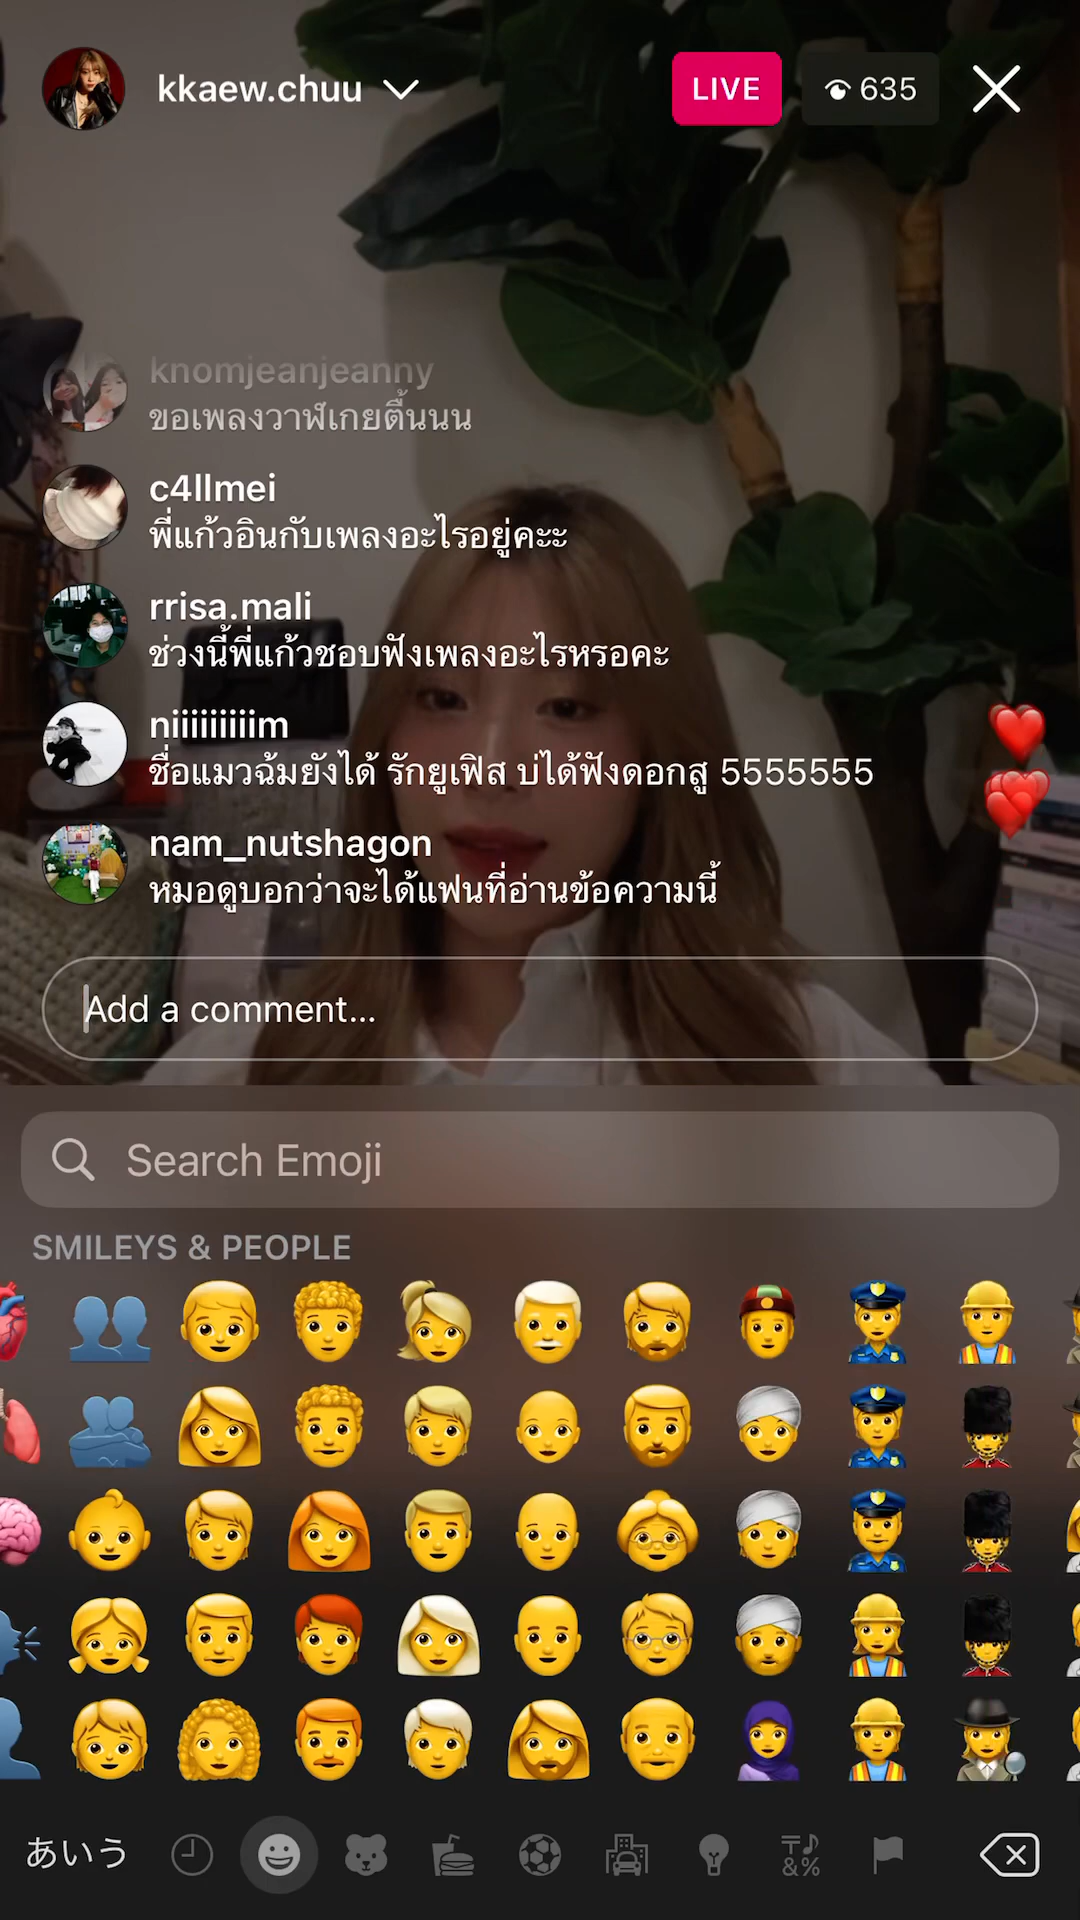 kkaew.chuu
LIVE
635
knomjeanjeanny
ขอเพลงวาฬเกยตื้นนนน
c4llmei
พี่แก้วอินกับเพลงอะไรอยู่คะะ
rrisa.mali
ช่วงนี้พี่แก้วชอบฟังเพลงอะไรหรอคะ
niiiiiiiiim
ชื่อแมวฉ้มยังได้ รักยูเฟิส บ่ได้ฟังดอกสู 5555555
nam_nutshagon
หมอดูบอกว่าจะได้แฟนที่อ่านข้อความนี้
Add a comment...
Search Emoji
SMILEYS & PEOPLE
あいう